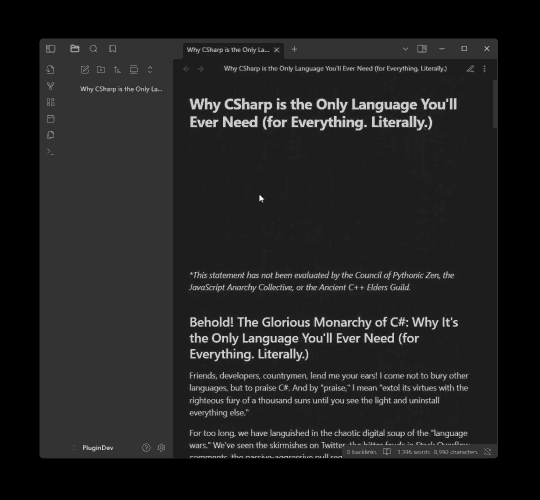 Why CSharp is the Only La...
Why CSharp is the Only La...
Why CSharp is the Only Language You'll Ever Need (for Everything. Literally.)
Why CSharp is the Only Language You'll
Ever Need (for Everything. Literally.)
*This statement has not been evaluated by the Council of Pythonic Zen, the
JavaScript Anarchy Collective, or the Ancient C++ Elders Guild.
Behold! The Glorious Monarchy of C#: Why It's
the Only Language You'll Ever Need (for
Everything. Literally.)
Friends, developers, countrymen, lend me your ears! I come not to bury other
languages, but to praise C#. And by "praise," I mean "extol its virtues with the
righteous fury of a thousand suns until you see the light and uninstall
everything else."
For too long, we have languished in the chaotic digital soup of the "language
wars." We've seen the skirmishes on Twitter, the bitter feuds in Stack Overflow
comments, the passive-aggressive pull
PluginDev
0 backlinks
1,396 words
8,990 characters